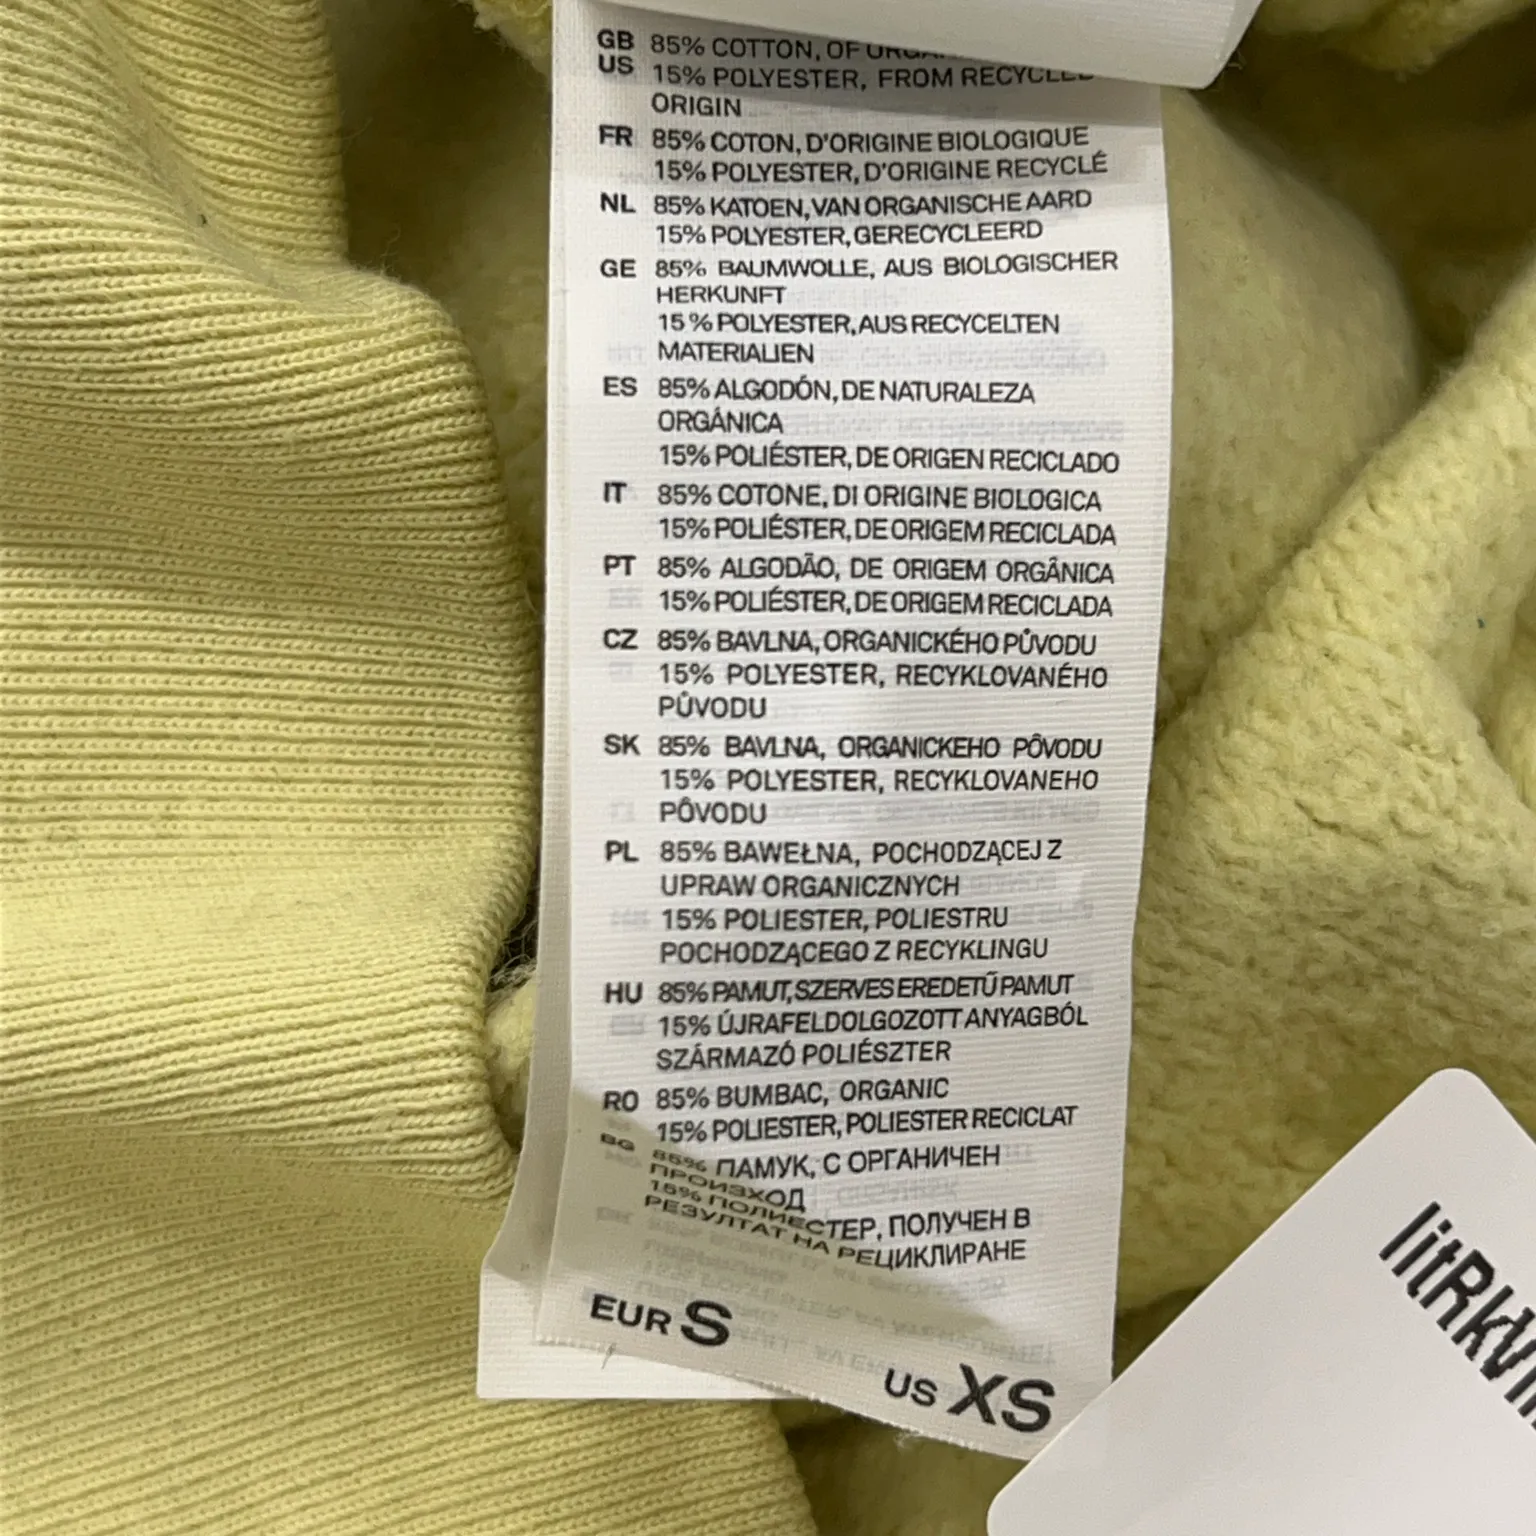 GB 85% COTTON, OF
US 15% POLYESTER, FROM RECYCLED
ORIGIN
FR 85% COTON, D'ORIGINE BIOLOGIQUE
15% POLYESTER, D'ORIGINE RECYCLÉ
NL 85% KATOEN, VAN ORGANISCHE AARD
15% POLYESTER, GERECYCLEERD
GE 85% BAUMWOLLE, AUS BIOLOGISCHER
HERKUNFT
15% POLYESTER, AUS RECYCELTEN
MATERIALIEN
ES 85% ALGODÓN, DE NATURALEZA
ORGÁNICA
15% POLIÉSTER, DE ORIGEN RECICLADO
IT 85% COTONE, DI ORIGINE BIOLOGICA
15% POLIÉSTER, DE ORIGEM RECICLADA
PT 85% ALGODÃO, DE ORIGEM ORGÂNICA
15% POLIÉSTER, DE ORIGEM RECICLADA
CZ 85% BAVLNA, ORGANICKÉHO PŮVODU
15% POLYESTER, RECYKLOVANÉHO
PŮVODU
SK 85% BAVLNA, ORGANICKEHO PÔVODU
15% POLYESTER, RECYKLOVANEHO
PÔVODU
PL 85% BAWEŁNA, POCHODZĄCEJ Z
UPRAW ORGANICZNYCH
15% POLIESTER, POLIESTRU
POCHODZĄCEGO Z RECYKLINGU
HU 85% PAMUT, SZERVES EREDETŰ PAMUT
15% ÚJRAFELDOLGOZOTT ANYAGBÓL
SZÁRMAZÓ POLIÉSZTER
RO 85% BUMBAC, ORGANIC
15% POLIESTER, POLIESTER RECICLAT
BG 85% ПАМУК, С ОРГАНИЧЕН
ПРОИЗХОД
15% ПОЛИЕСТЕР, ПОЛУЧЕН В
РЕЗУЛТАТ НА РЕЦИКЛИРАНЕ
EUR S
US XS